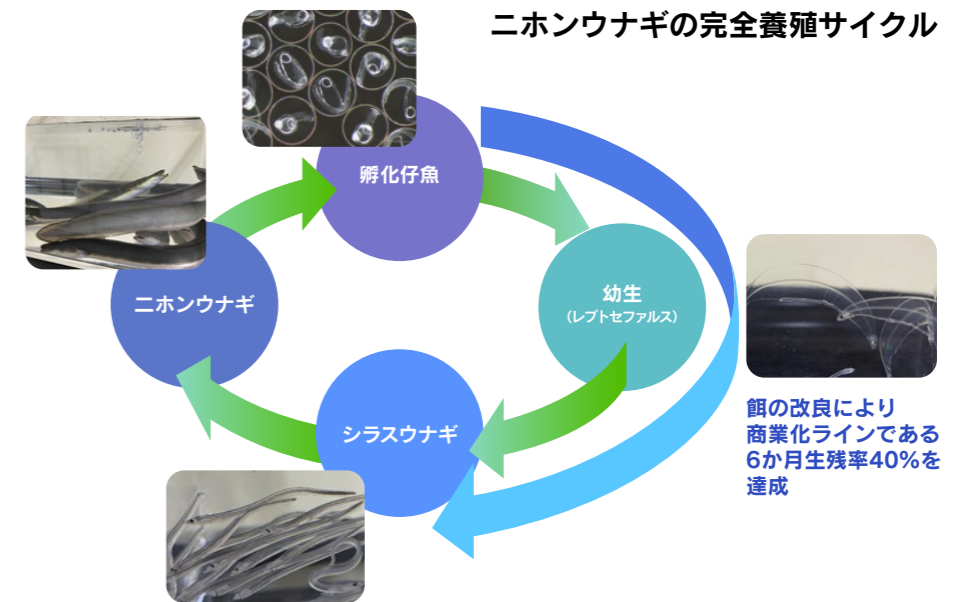 ニホンウナギの完全養殖サイクル
孵化仔魚
幼生
（レプトセファルス）
ニホンウナギ
シラスウナギ
餌の改良により
商業化ラインである
6か月生残率40%を
達成